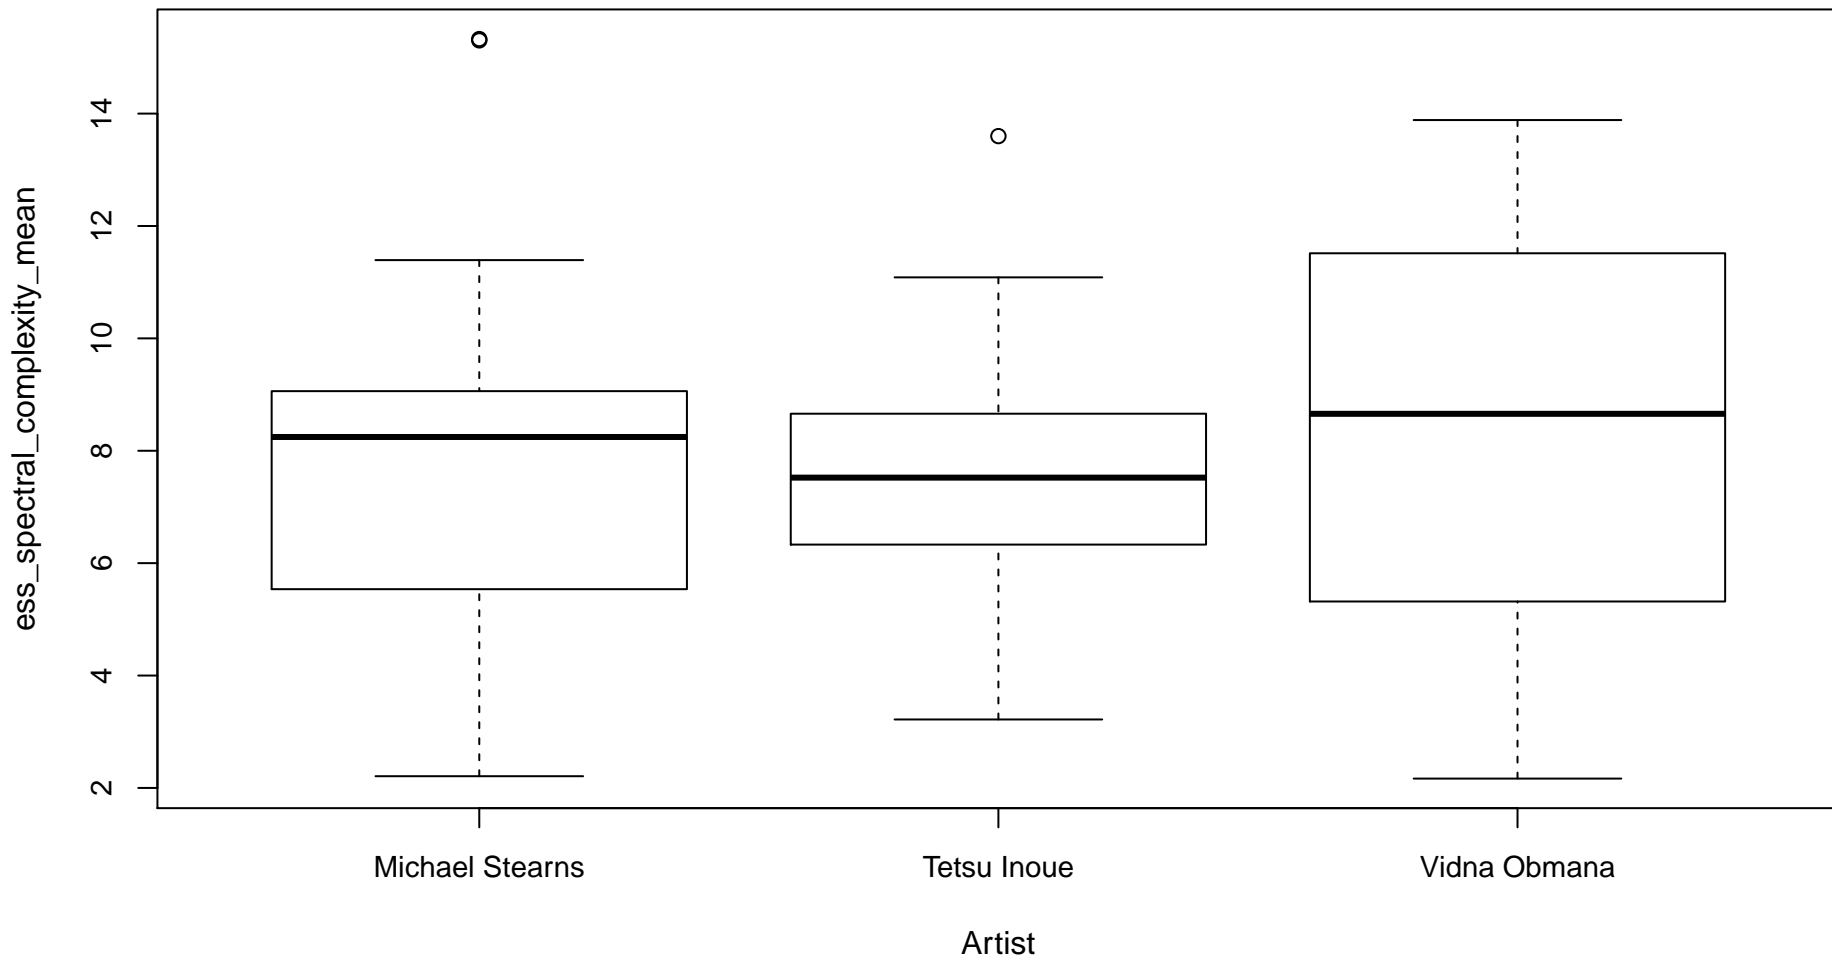 ess_spectral_complexity_mean
14
12
10
8
6
4
2
Michael Stearns
Tetsu Inoue
Vidna Obmana
Artist